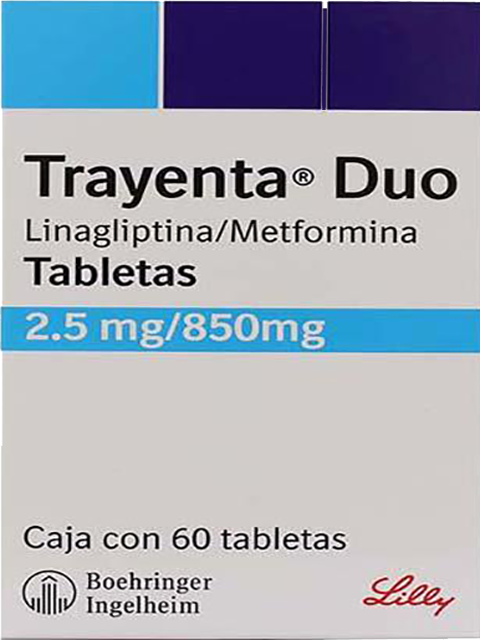 Trayenta® Duo
Linagliptina/Metformina
Tabletas
2.5 mg/850mg
Caja con 60 tabletas
Boehringer
Ingelheim
Lilly